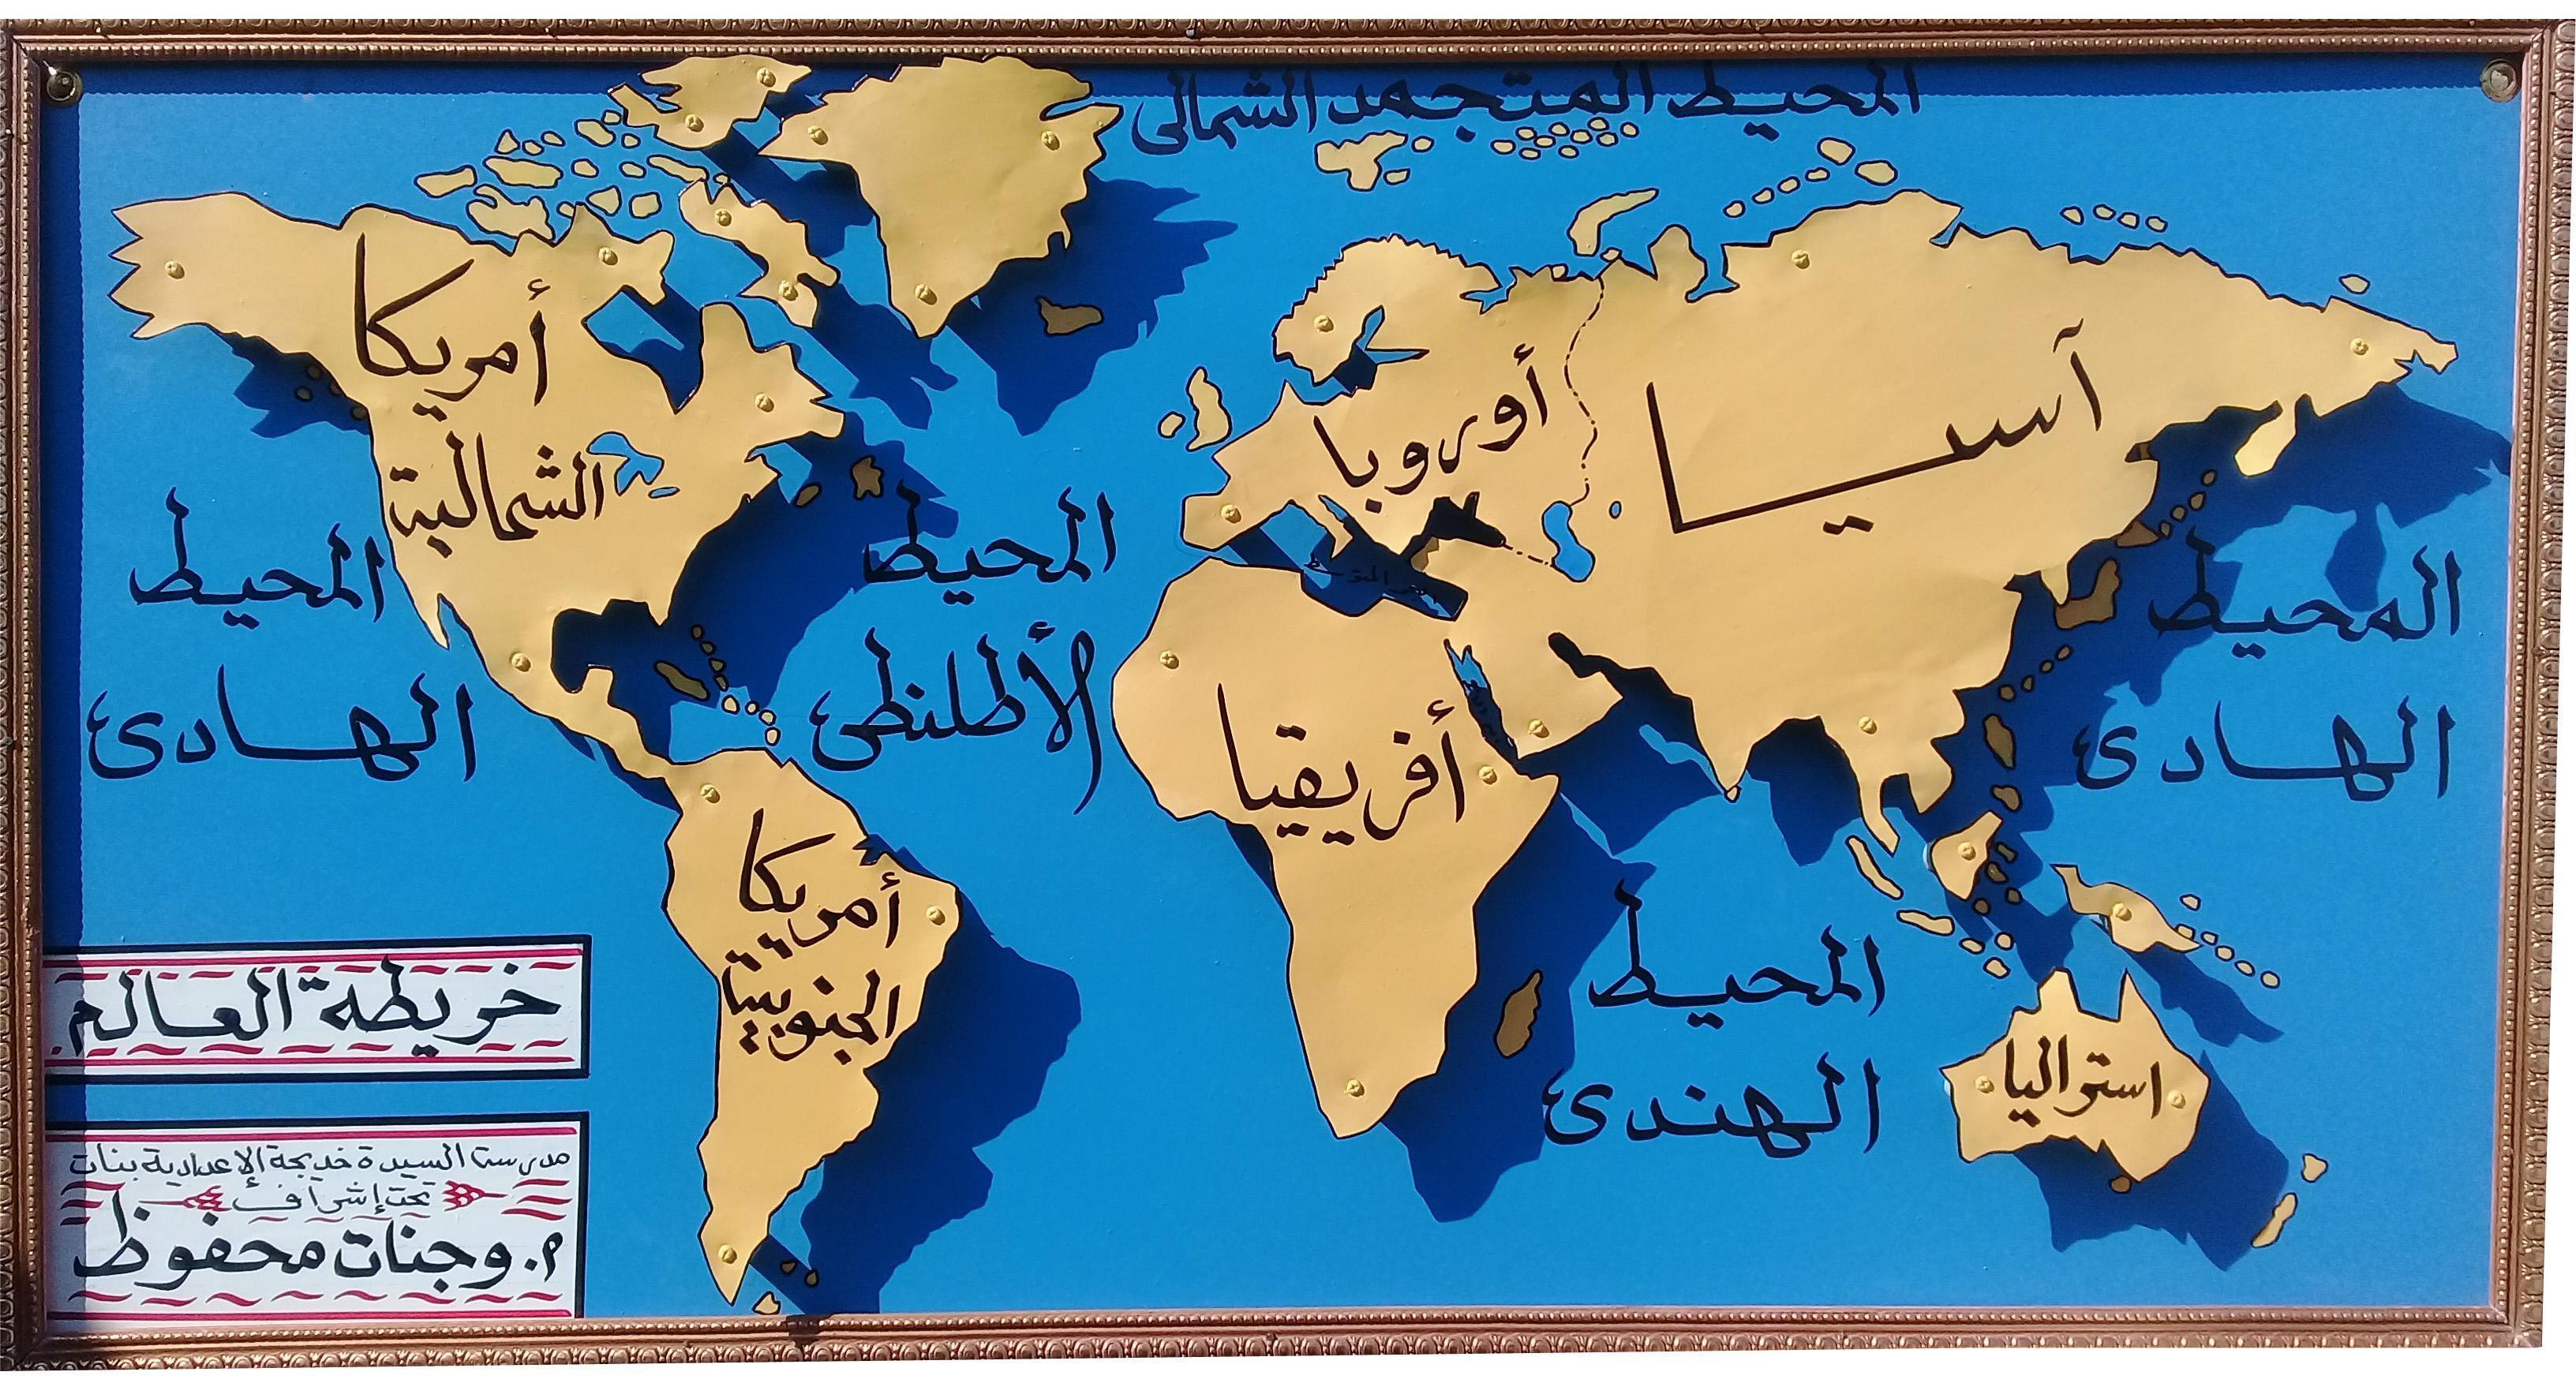 المحيط المتجمد الشمالى
أمريكا
الشمالية
أوروبا
آسيا
المحيط
الهادى
المحيط
الأطلنطى
المحيط
الهادى
أفريقيا
أمريكا
الجنوبية
المحيط
الهندى
استراليا
خريطة العالم
مدرسة السيدة خديجة الإعدادية بنات
تحت إشراف
م. وجنات محفوظ